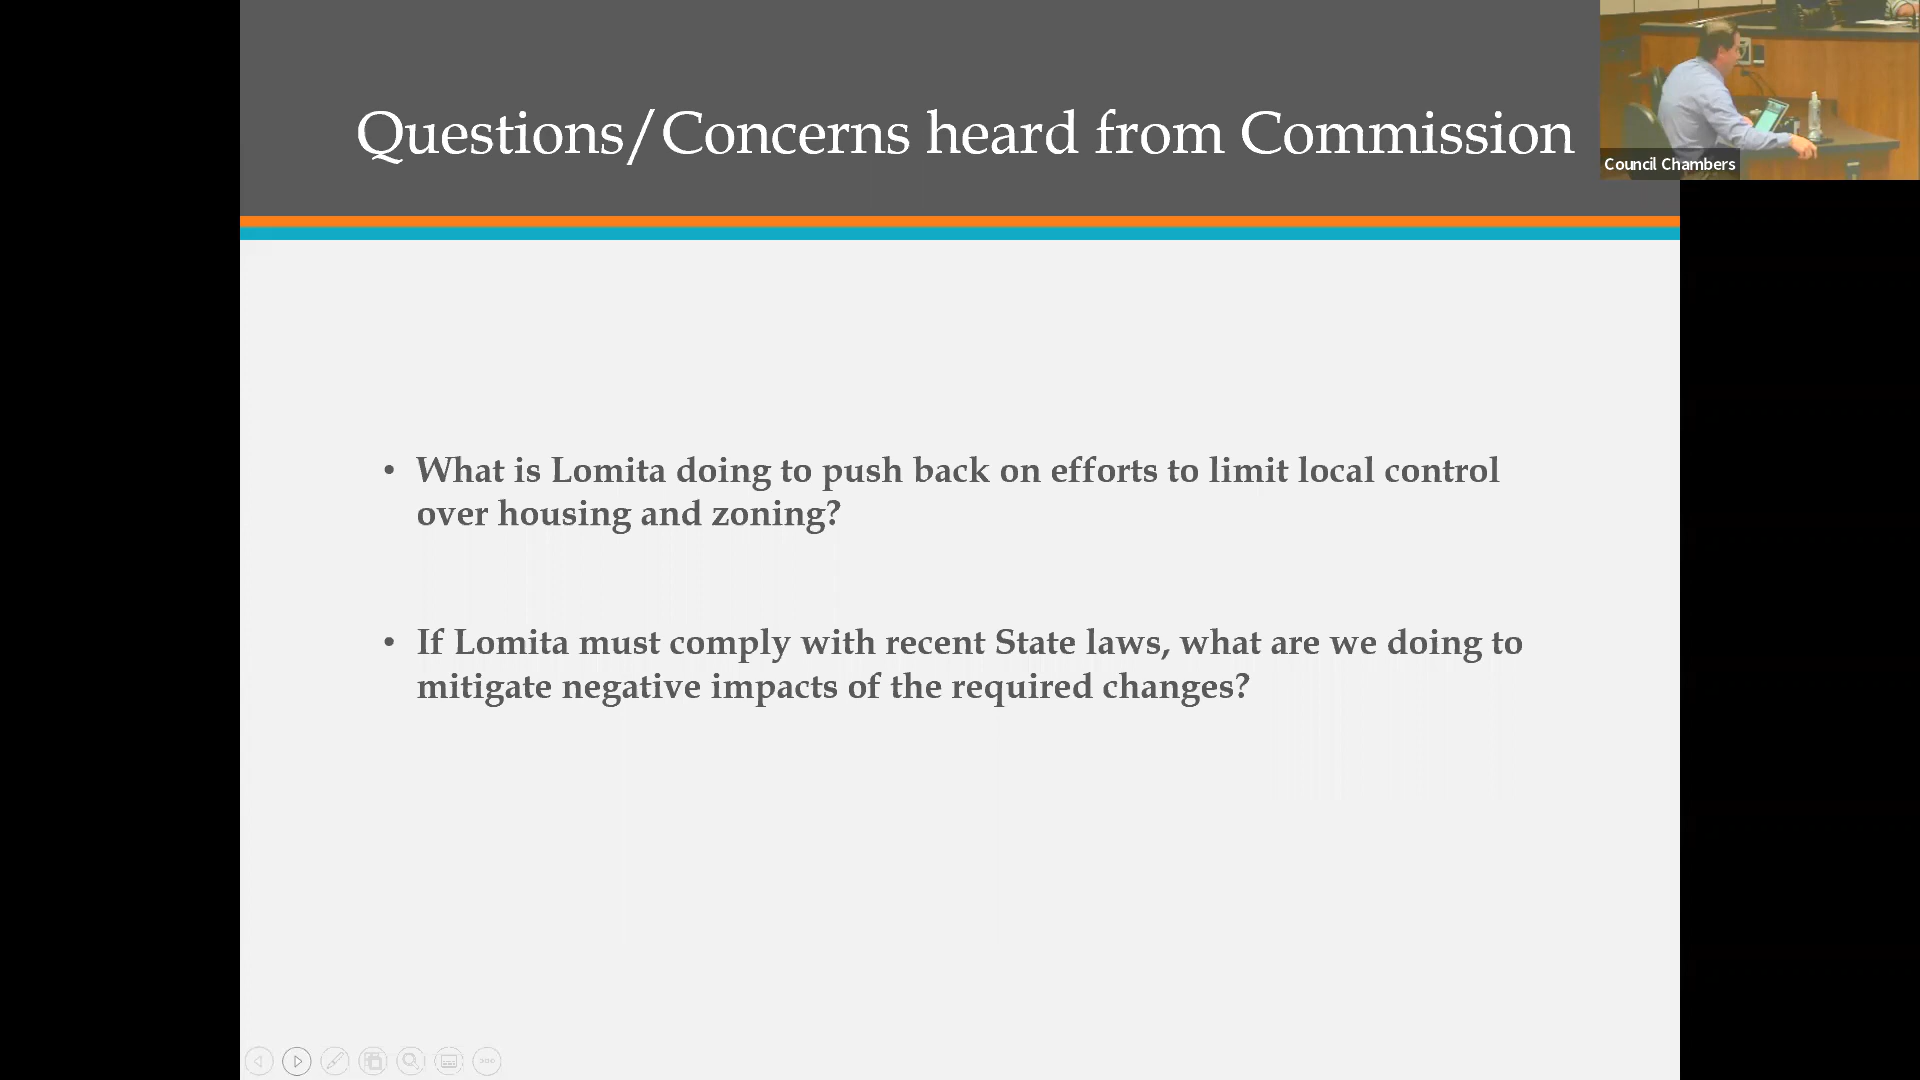 Questions/Concerns heard from Commission
Council Chambers
• What is Lomita doing to push back on efforts to limit local control
over housing and zoning?
• If Lomita must comply with recent State laws, what are we doing to
mitigate negative impacts of the required changes?